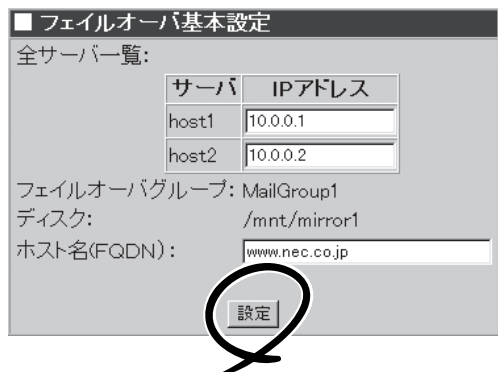 ■ フェイルオーバ基本設定
全サーバ一覧:
サーバ IPアドレス
host1 10.0.0.1
host2 10.0.0.2
フェイルオーバグループ: MailGroup1
ディスク: /mnt/mirror1
ホスト名(FQDN): www.nec.co.jp
設定